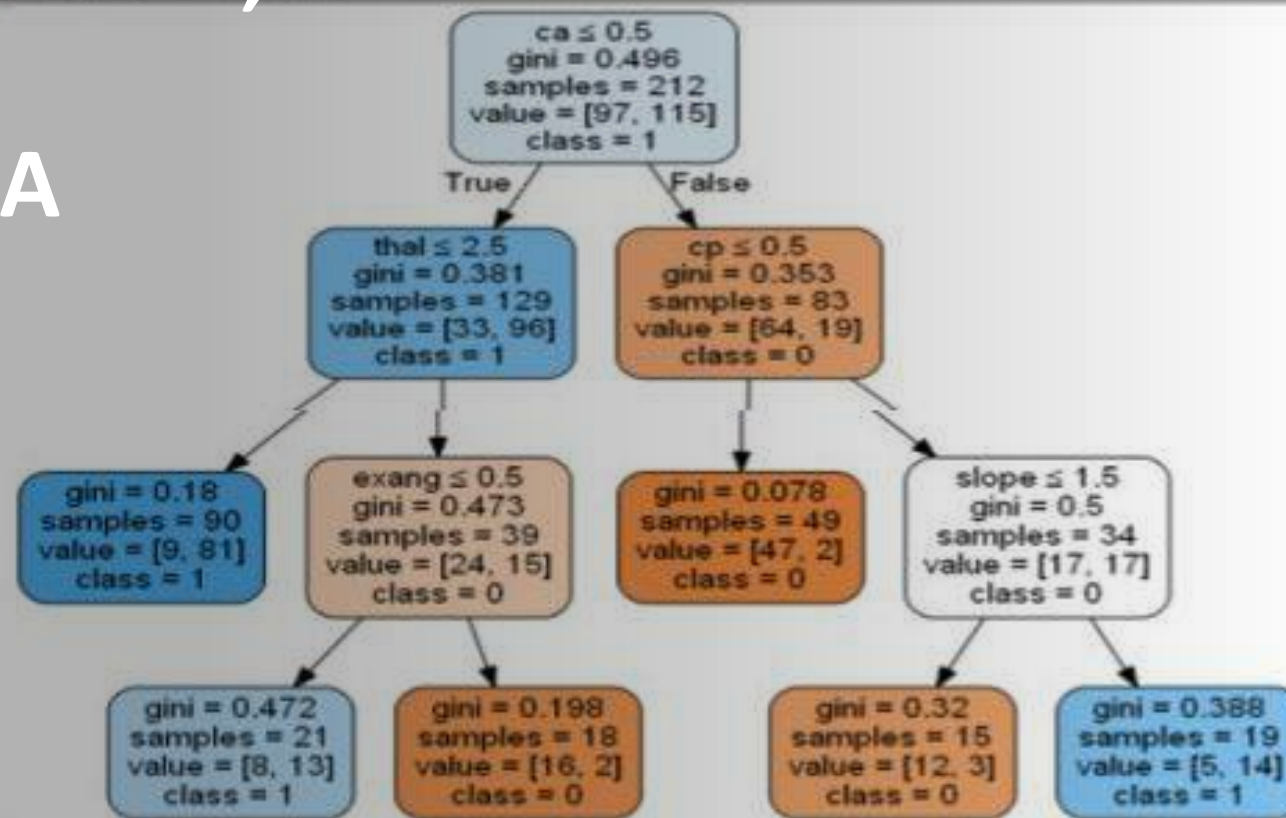 ca ≤ 0.5
gini = 0.496
samples = 212
value = [97, 115]
class = 1
A
True
False
thal ≤ 2.5
gini = 0.381
samples = 129
value = [33, 96]
class = 1
cp ≤ 0.5
gini = 0.353
samples = 83
value = [64, 19]
class = 0
gini = 0.18
samples = 90
value = [9, 81]
class = 1
exang ≤ 0.5
gini = 0.473
samples = 39
value = [24, 15]
class = 0
gini = 0.078
samples = 49
value = [47, 2]
class = 0
slope ≤ 1.5
gini = 0.5
samples = 34
value = [17, 17]
class = 0
gini = 0.472
samples = 21
value = [8, 13]
class = 1
gini = 0.198
samples = 18
value = [16, 2]
class = 0
gini = 0.32
samples = 15
value = [12, 3]
class = 0
gini = 0.388
samples = 19
value = [5, 14]
class = 1